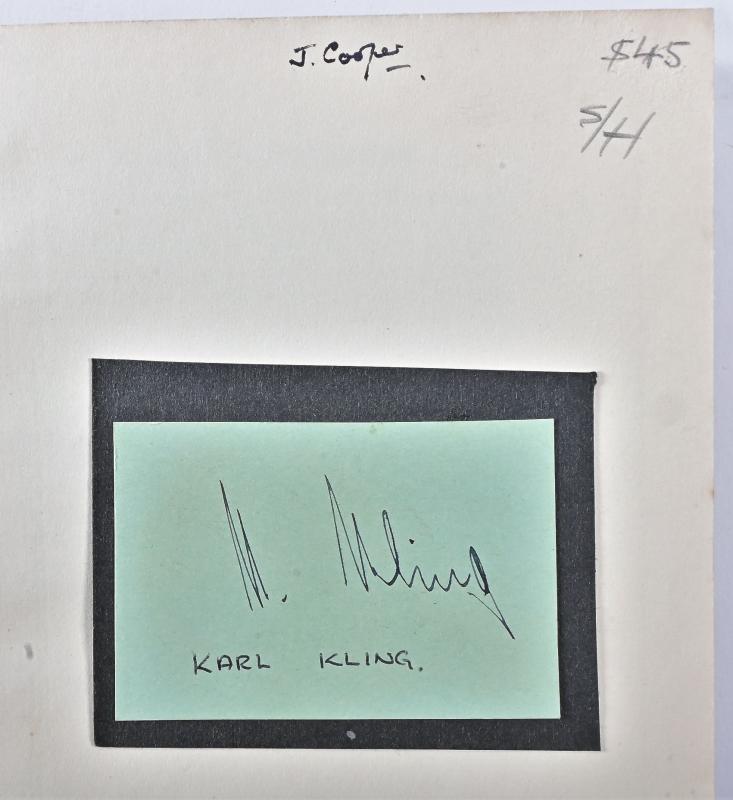 J. Cooper.
$45
S/H
K. Kling
KARL KLING.